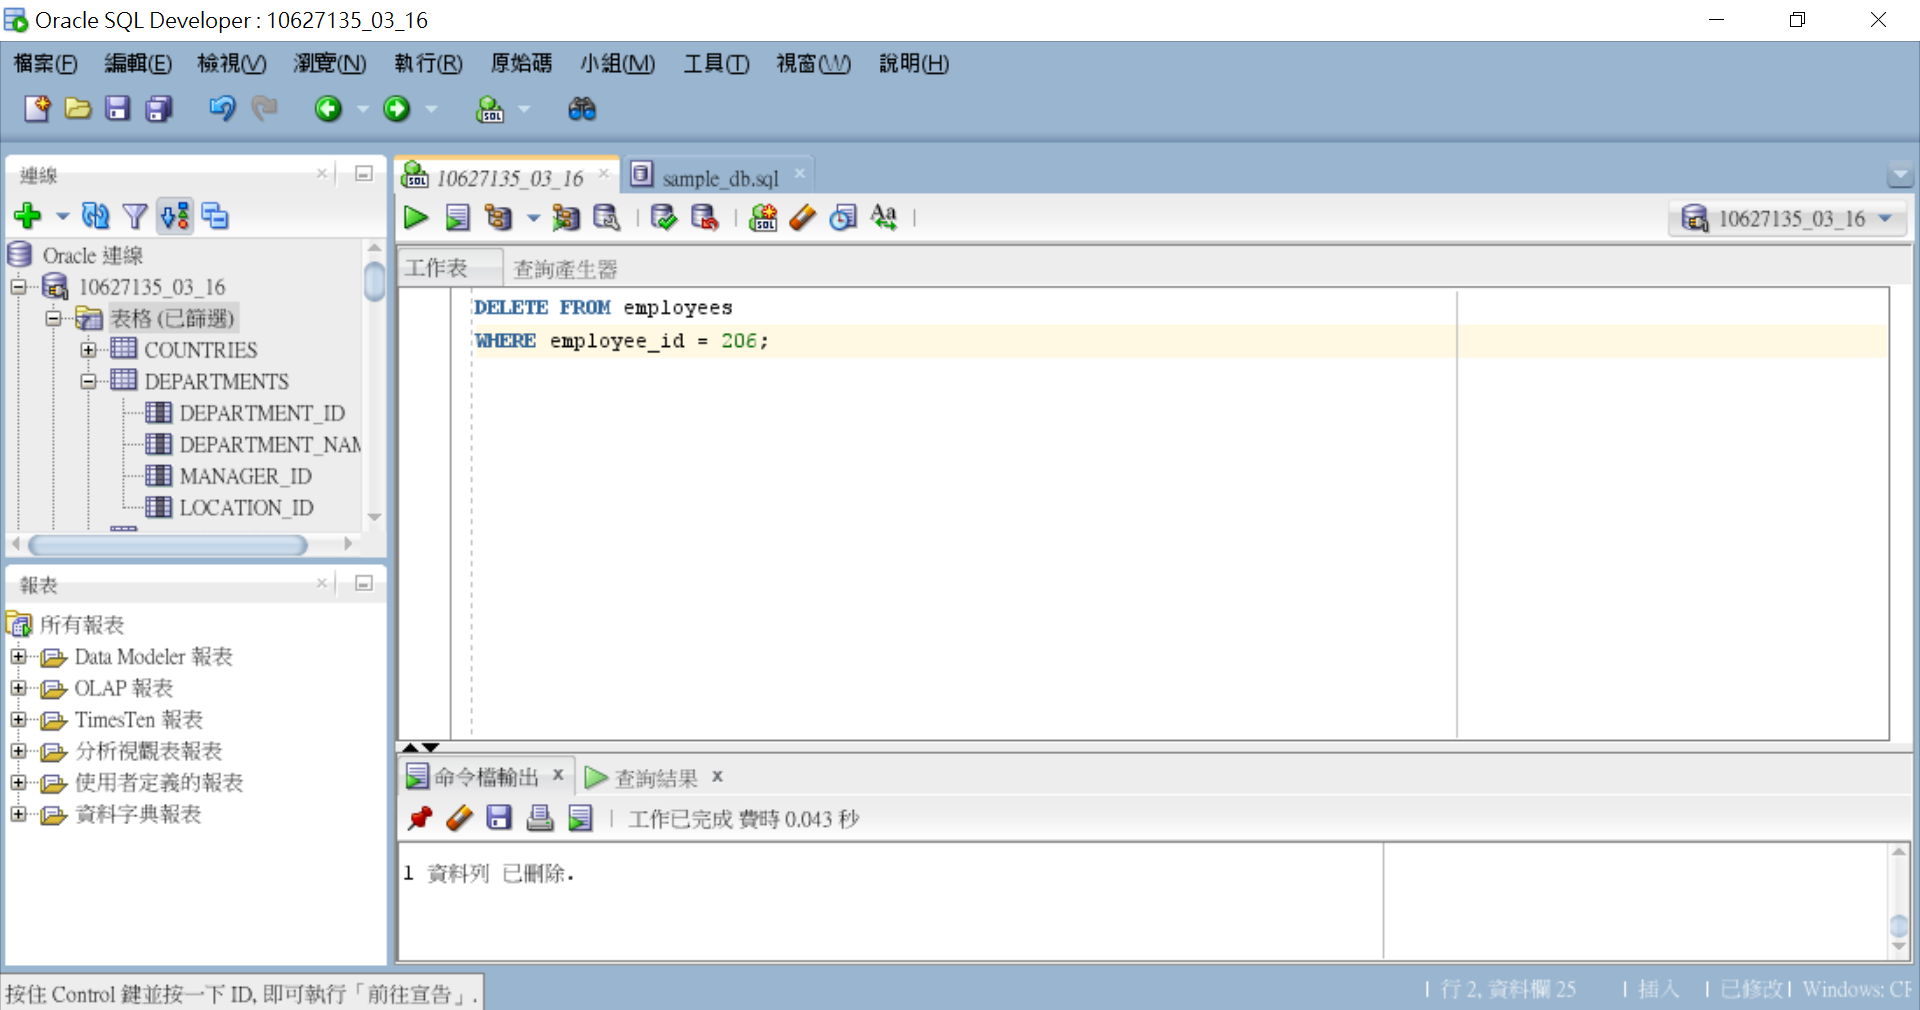 Oracle SQL Developer : 10627135_03_16
檔案(F) 編輯(E) 檢視(V) 瀏覽(N) 執行(R) 原始碼 小組(M) 工具(T) 視窗(W) 說明(H)
連線
Oracle 連線
10627135_03_16
表格 (已篩選)
COUNTRIES
DEPARTMENTS
DEPARTMENT_ID
DEPARTMENT_NAM
MANAGER_ID
LOCATION_ID
報表
所有報表
Data Modeler 報表
OLAP 報表
TimesTen 報表
分析視觀表報表
使用者定義的報表
資料字典報表
10627135_03_16 sample_db.sql
10627135_03_16
工作表 查詢產生器
DELETE FROM employees
WHERE employee_id = 206;
命令檔輸出 查詢結果
工作已完成 費時 0.043 秒
1 資料列 已刪除.
按住 Control 鍵並按一下 ID, 即可執行「前往宣告」.
行 2, 資料欄 25 插入 已修改 Windows: CF